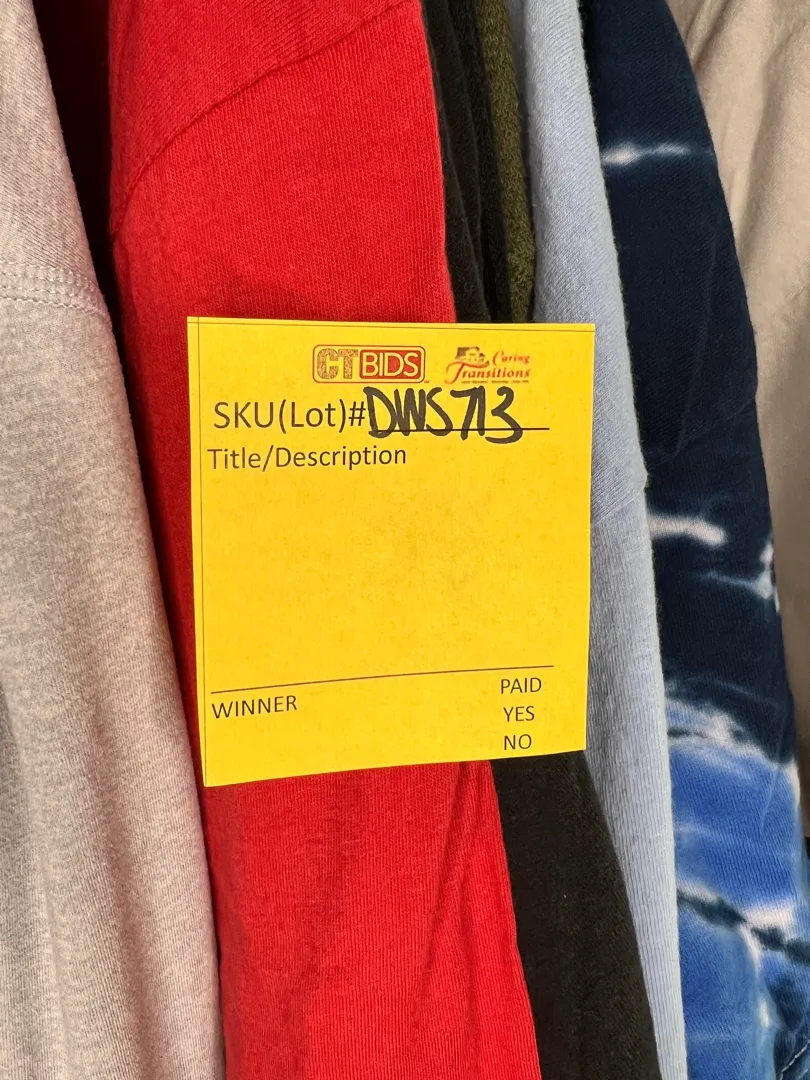 CTBIDS Caring Transitions
SKU(Lot)#DWS713
Title/Description
WINNER PAID
YES
NO